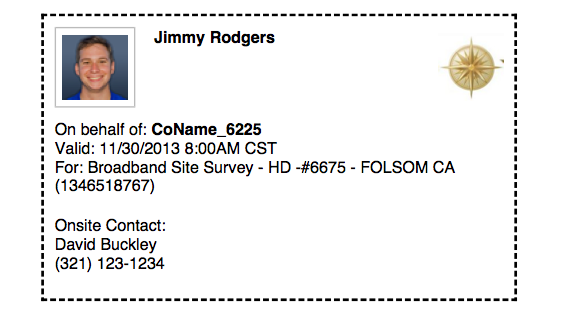 Jimmy Rodgers
On behalf of: CoName_6225
Valid: 11/30/2013 8:00AM CST
For: Broadband Site Survey - HD -#6675 - FOLSOM CA
(1346518767)
Onsite Contact:
David Buckley
(321) 123-1234